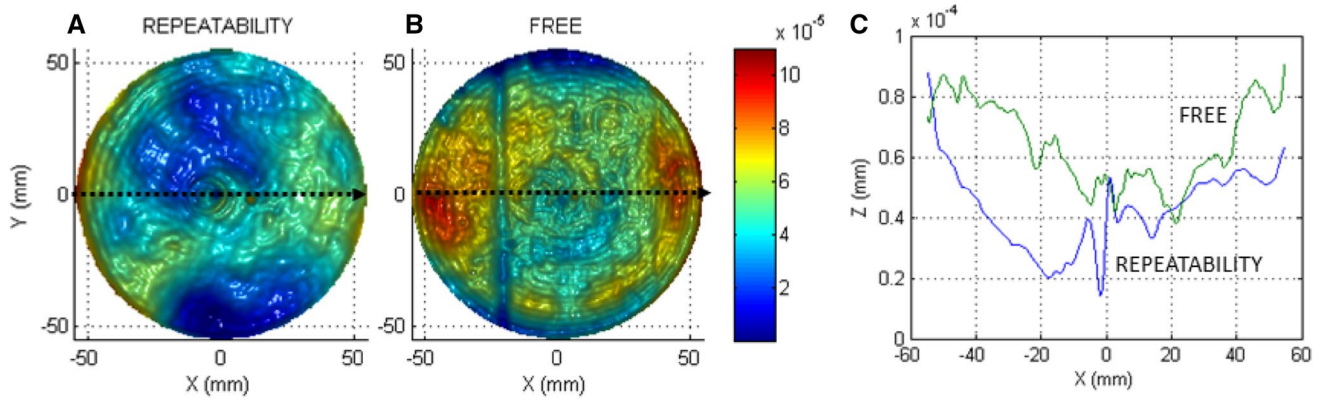 A REPEATABILITY
50
0
-50
-50 0 50
X (mm)
Y (mm)
B FREE
50
0
-50
-50 0 50
X (mm)
x 10⁻⁵
10
8
6
4
2
C
x 10⁻⁴
1
0.8
0.6
0.4
0.2
0
Z (mm)
FREE
REPEATABILITY
-60 -40 -20 0 20 40 60
X (mm)